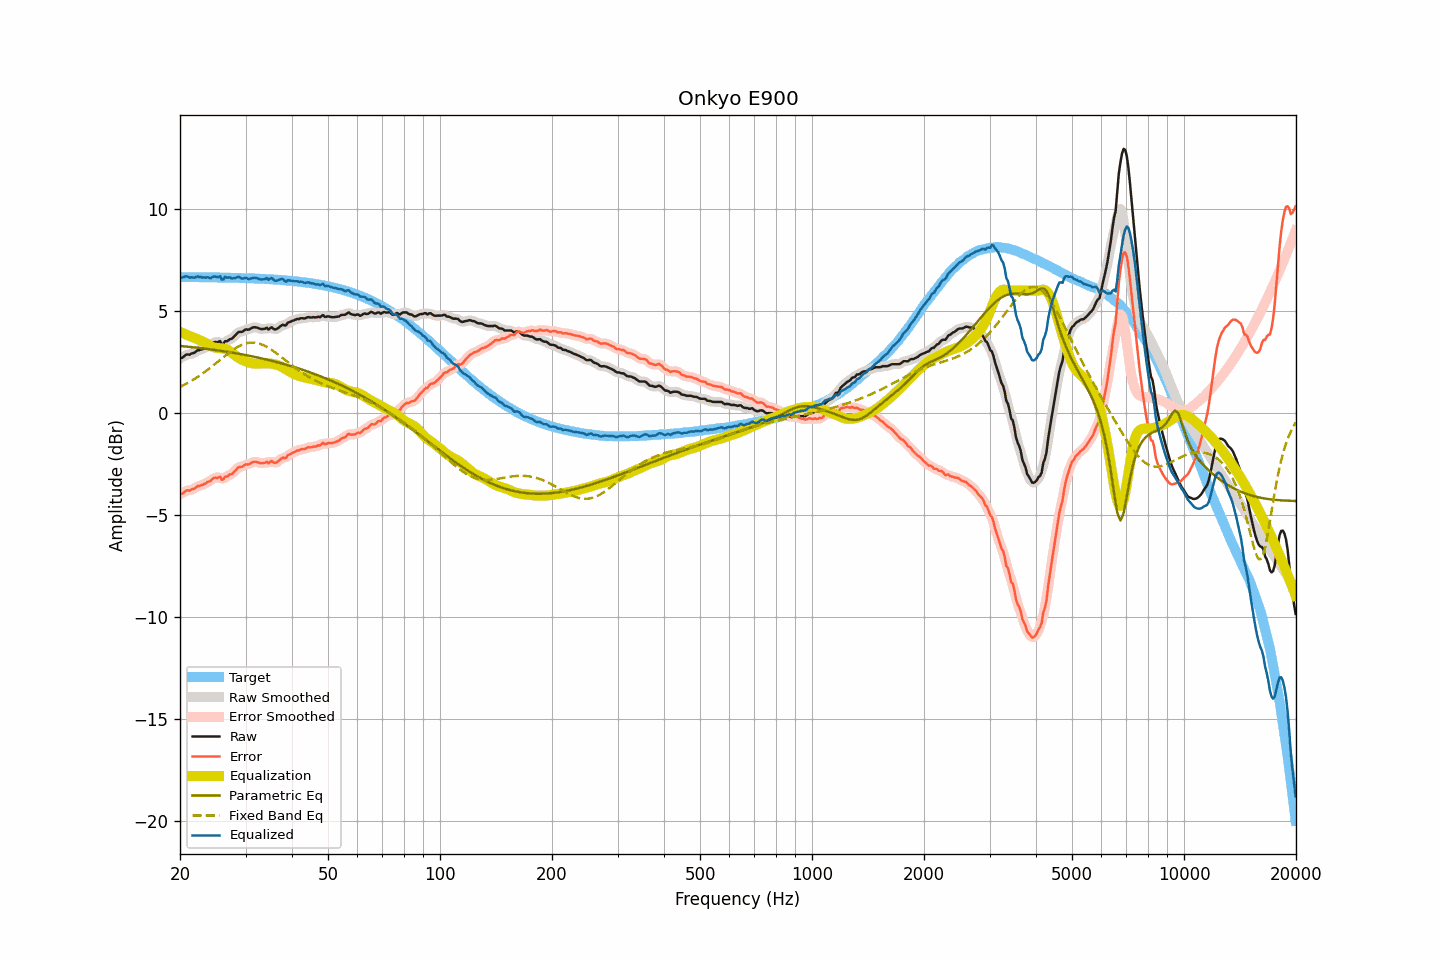 Onkyo E900
Amplitude (dBr)
10
5
0
−5
−10
−15
−20
Target
Raw Smoothed
Error Smoothed
Raw
Error
Equalization
Parametric Eq
Fixed Band Eq
Equalized
20 50 100 200 500 1000 2000 5000 10000 20000
Frequency (Hz)